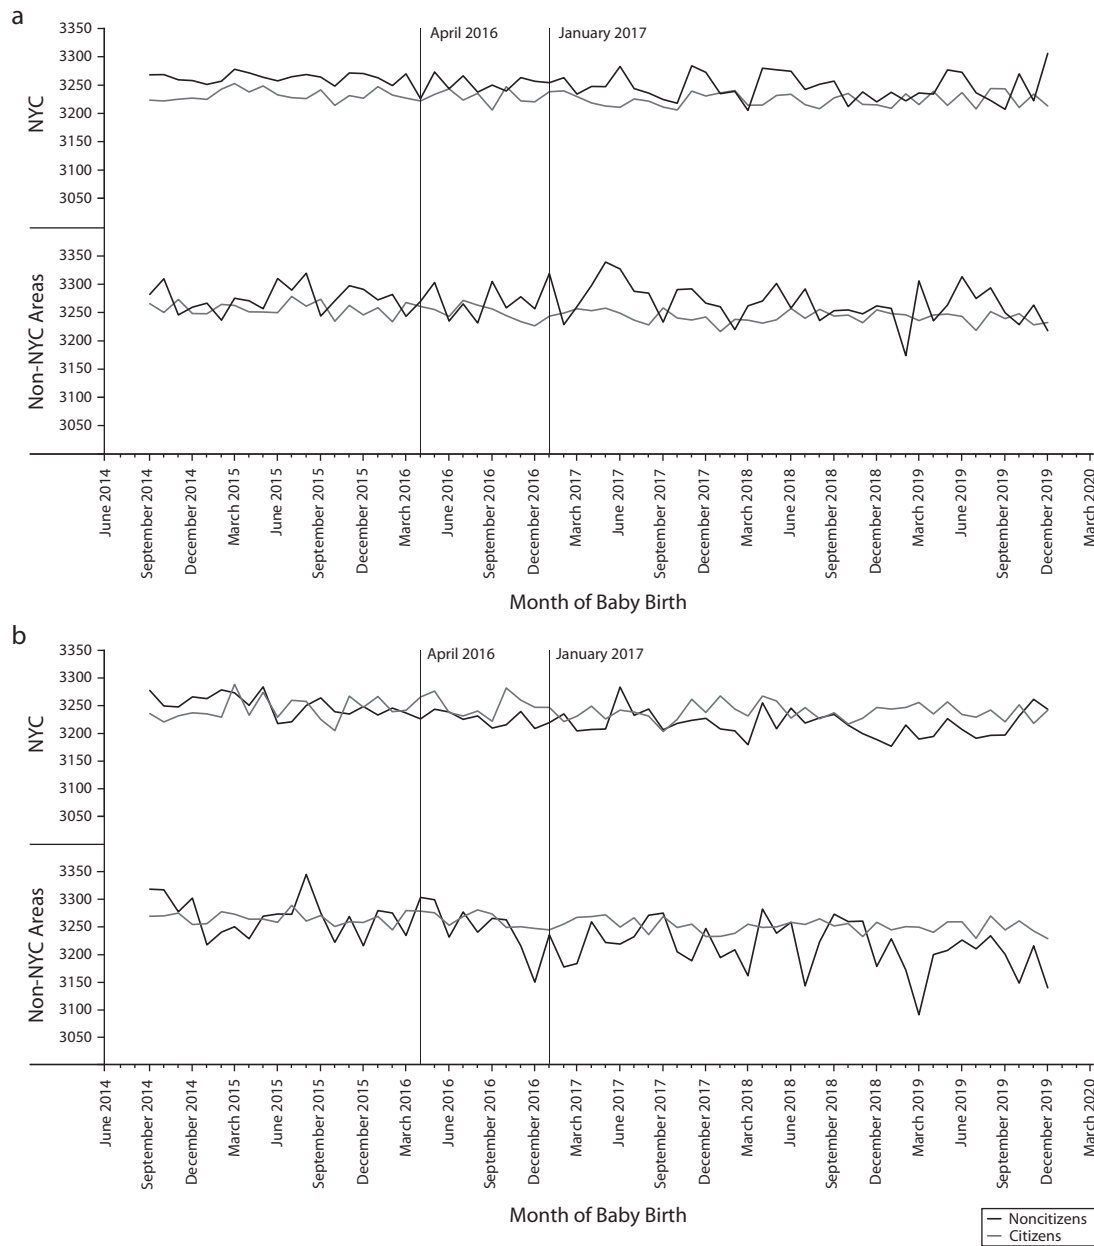 a
April 2016
January 2017
3350
3300
3250
3200
3150
3100
3050
NYC
3350
3300
3250
3200
3150
3100
3050
Non-NYC Areas
June 2014
September 2014
December 2014
March 2015
June 2015
September 2015
December 2015
March 2016
June 2016
September 2016
December 2016
March 2017
June 2017
September 2017
December 2017
March 2018
June 2018
September 2018
December 2018
March 2019
June 2019
September 2019
December 2019
March 2020
Month of Baby Birth
b
April 2016
January 2017
3350
3300
3250
3200
3150
3100
3050
NYC
3350
3300
3250
3200
3150
3100
3050
Non-NYC Areas
June 2014
September 2014
December 2014
March 2015
June 2015
September 2015
December 2015
March 2016
June 2016
September 2016
December 2016
March 2017
June 2017
September 2017
December 2017
March 2018
June 2018
September 2018
December 2018
March 2019
June 2019
September 2019
December 2019
March 2020
Month of Baby Birth
Noncitizens
Citizens